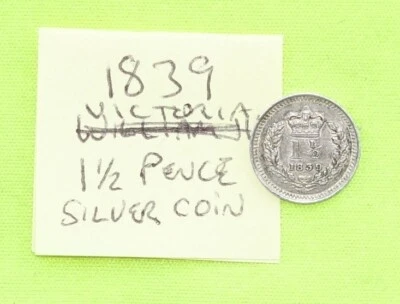 1839
VICTORIA
WILLIAM
1½ PENCE
SILVER COIN
1½
1839